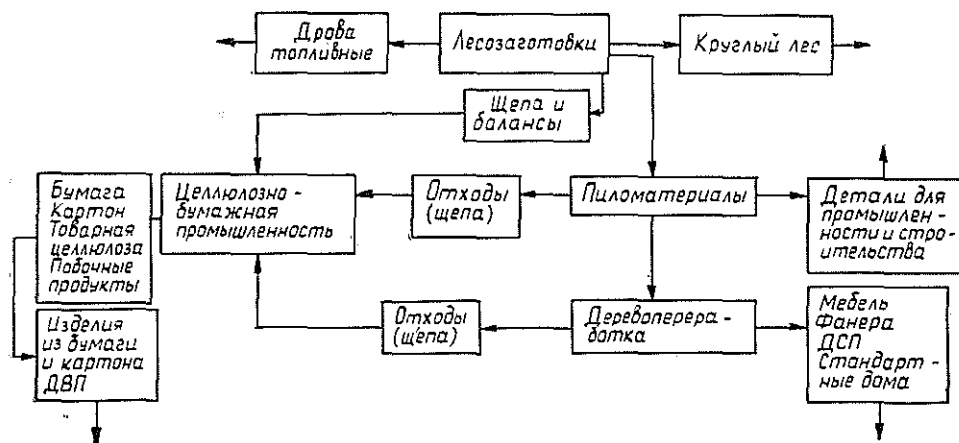 Дрова
топливные
Лесозаготовки
Круглый лес
Щепа и
балансы
Бумага
Картон
Товарная
целлюлоза
Побочные
продукты
Целлюлозно-
бумажная
промышленность
Отходы
(щепа)
Пиломатериалы
Детали для
промышлен-
ности и стро-
ительства
Изделия
из бумаги
и картона
ДВП
Отходы
(щепа)
Деревоперера-
ботка
Мебель
Фанера
ДСП
Стандарт-
ные дома